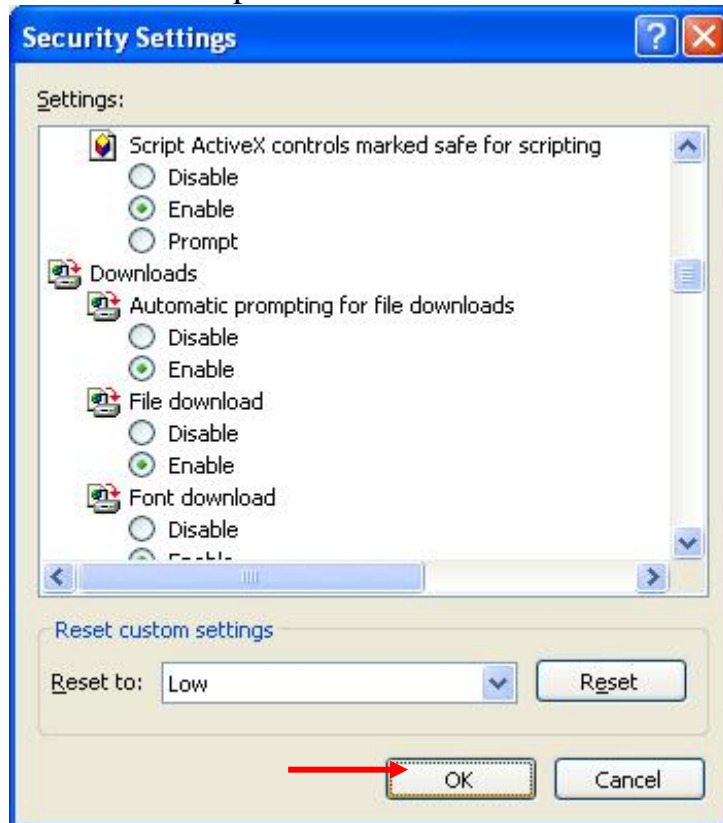 Security Settings
Settings:
Script ActiveX controls marked safe for scripting
Disable
Enable
Prompt
Downloads
Automatic prompting for file downloads
Disable
Enable
File download
Disable
Enable
Font download
Disable
Reset custom settings
Reset to: Low Reset
OK Cancel